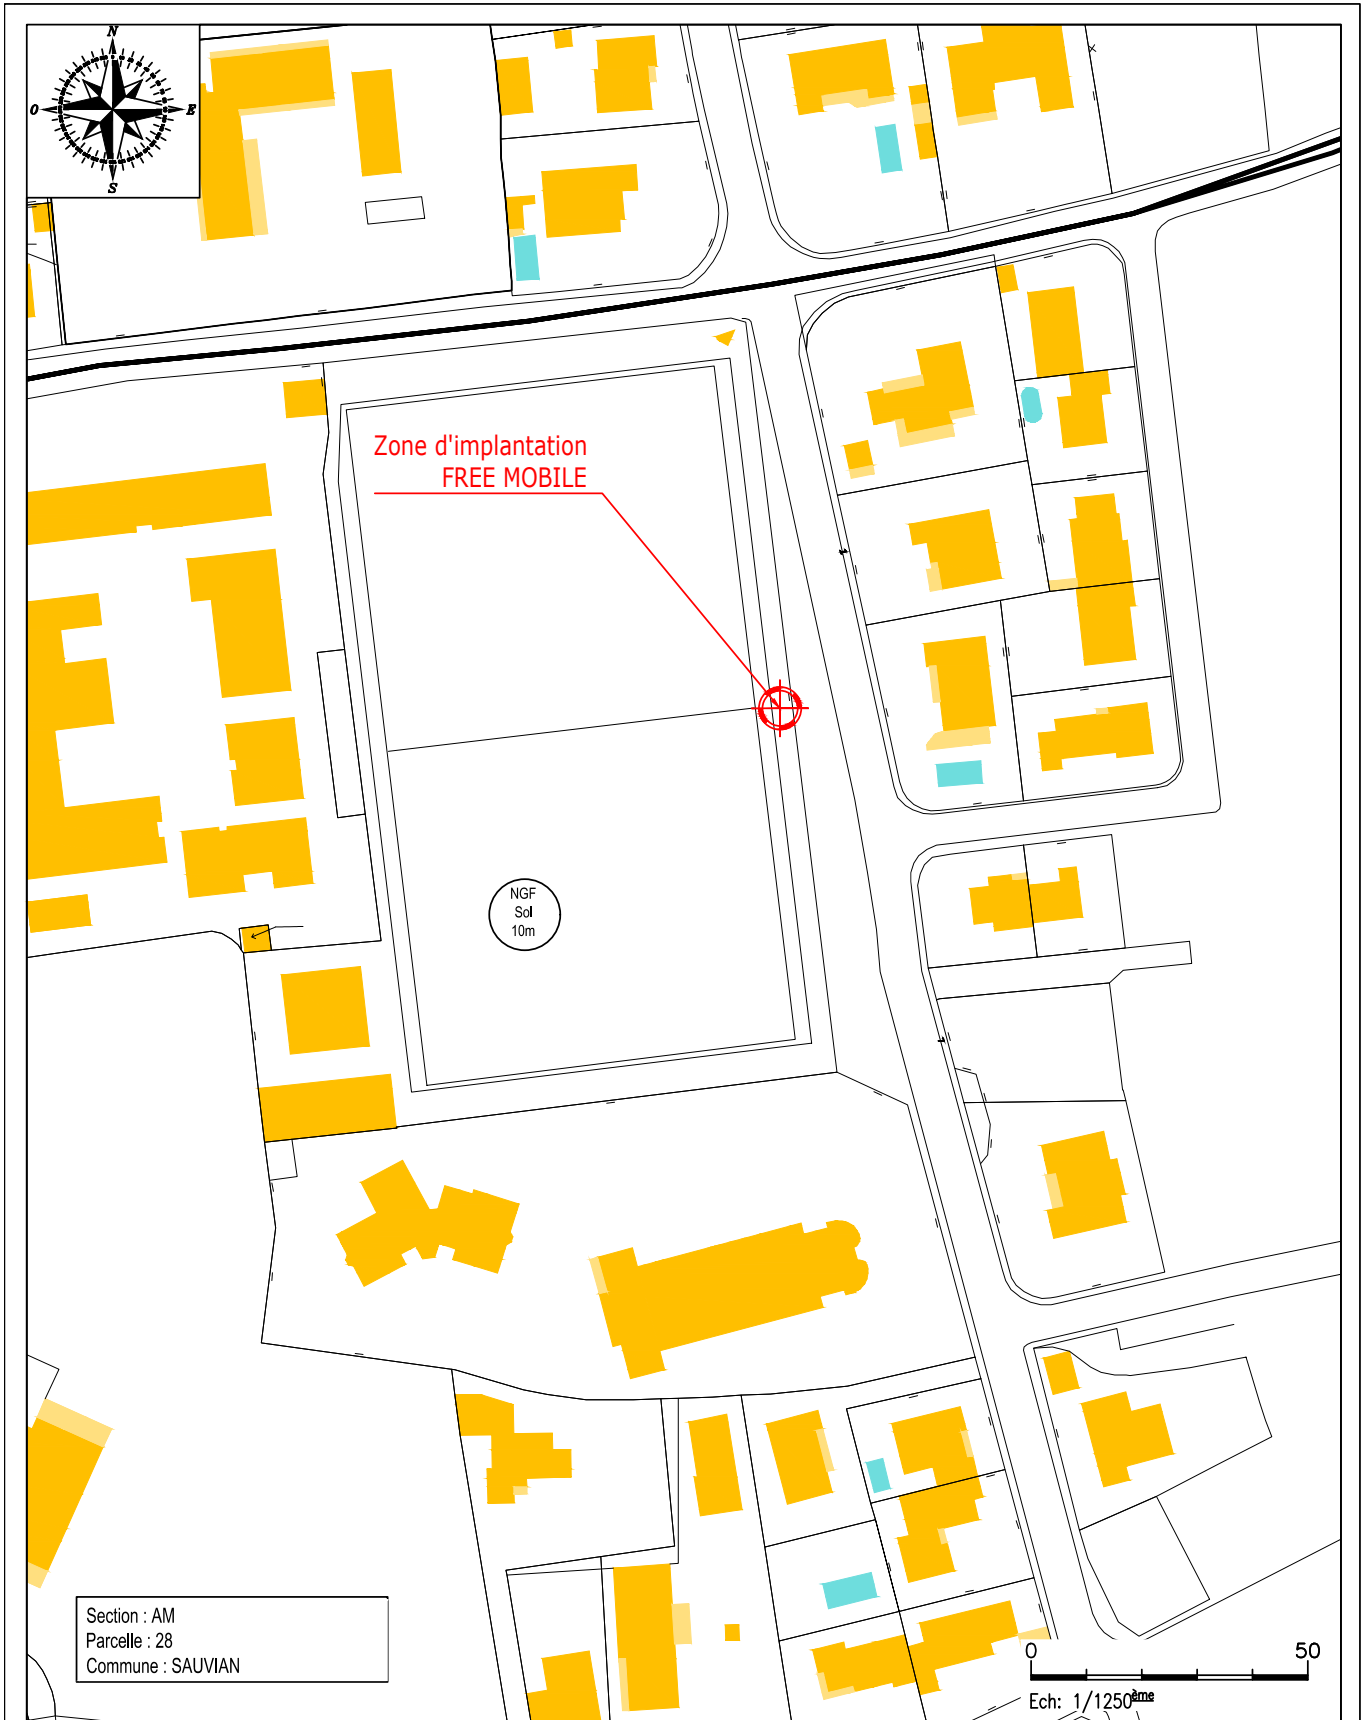 N
O
E
S
Zone d'implantation
FREE MOBILE
NGF
Sol
10m
Section : AM
Parcelle : 28
Commune : SAUVIAN
0 50
Ech: 1/1250ème